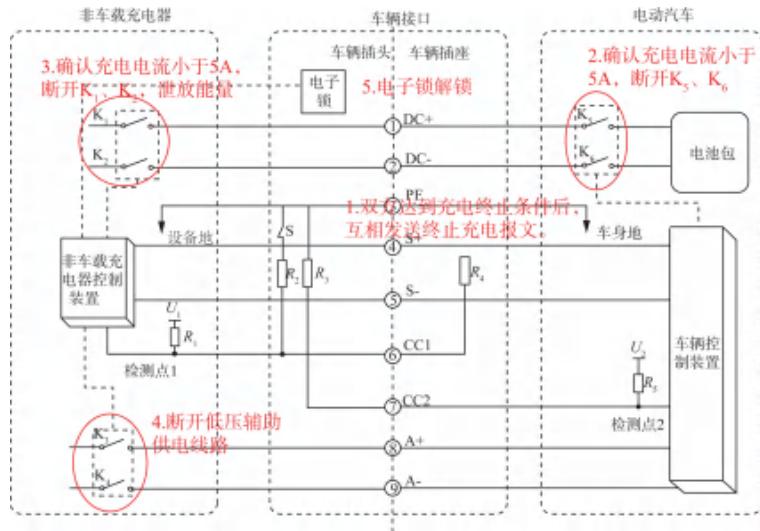 非车载充电器
车辆接口
电动汽车
车辆插头
车辆插座
3.确认充电电流小于5A，
断开K₁、K₂，泄放能量
电子
锁
5.电子锁解锁
2.确认充电电流小于
5A，断开K₅、K₆
K₁
① DC+
K₅
K₂
② DC-
K₆
电池包
PE
1.双方达到充电终止条件后，
互相发送终止充电报文。
设备地
S
④ S+
车身地
非车载充
电器控制
装置
R₂
R₃
R₄
⑤ S-
U₁
R₁
⑥ CC1
检测点1
车辆控
制装置
U₂
R₅
⑦ CC2
检测点2
4.断开低压辅助
供电线路
K₃
⑧ A+
K₄
⑨ A-